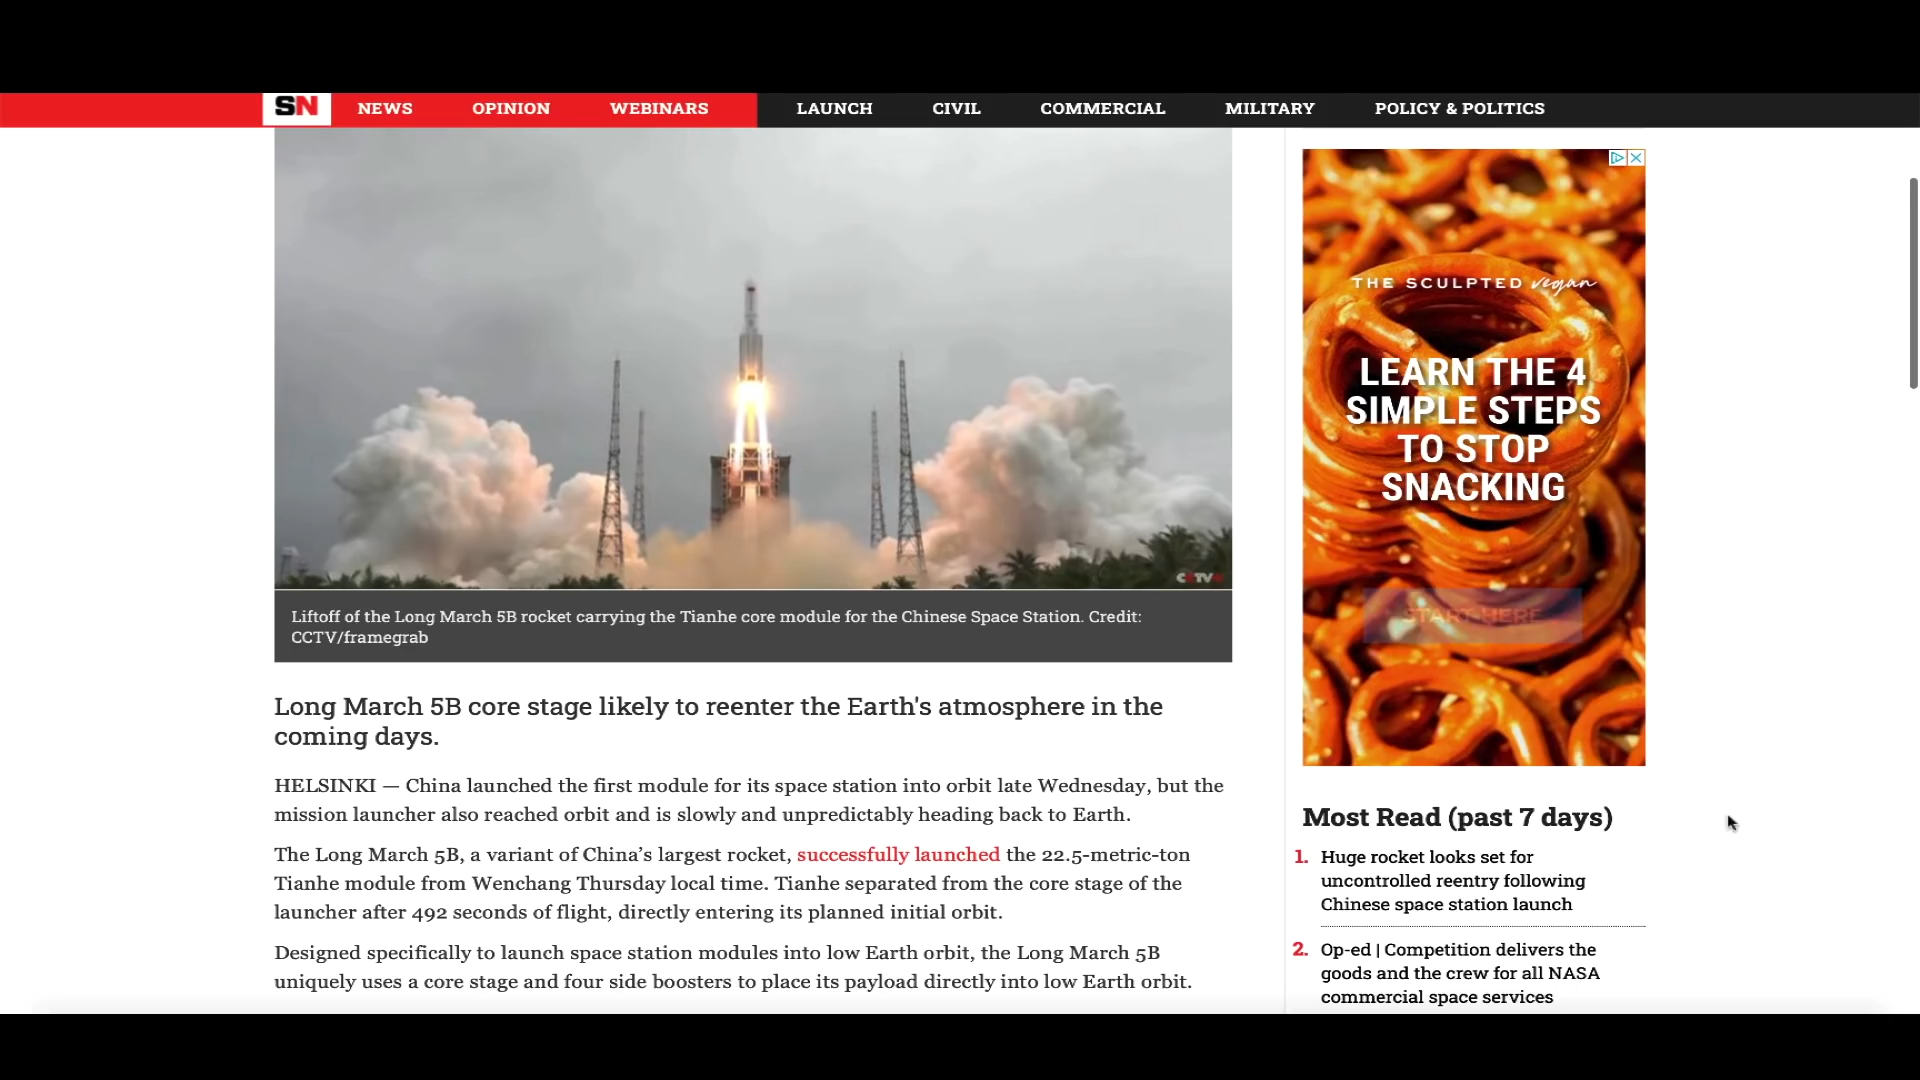 SN NEWS OPINION WEBINARS LAUNCH CIVIL COMMERCIAL MILITARY POLICY & POLITICS
CCTV
Liftoff of the Long March 5B rocket carrying the Tianhe core module for the Chinese Space Station. Credit:
CCTV/framegrab
Long March 5B core stage likely to reenter the Earth's atmosphere in the
coming days.
HELSINKI — China launched the first module for its space station into orbit late Wednesday, but the
mission launcher also reached orbit and is slowly and unpredictably heading back to Earth.
The Long March 5B, a variant of China’s largest rocket, successfully launched the 22.5-metric-ton
Tianhe module from Wenchang Thursday local time. Tianhe separated from the core stage of the
launcher after 492 seconds of flight, directly entering its planned initial orbit.
Designed specifically to launch space station modules into low Earth orbit, the Long March 5B
uniquely uses a core stage and four side boosters to place its payload directly into low Earth orbit.
THE SCULPTED vegan
LEARN THE 4
SIMPLE STEPS
TO STOP
SNACKING
START HERE
Most Read (past 7 days)
1. Huge rocket looks set for
uncontrolled reentry following
Chinese space station launch
2. Op-ed | Competition delivers the
goods and the crew for all NASA
commercial space services